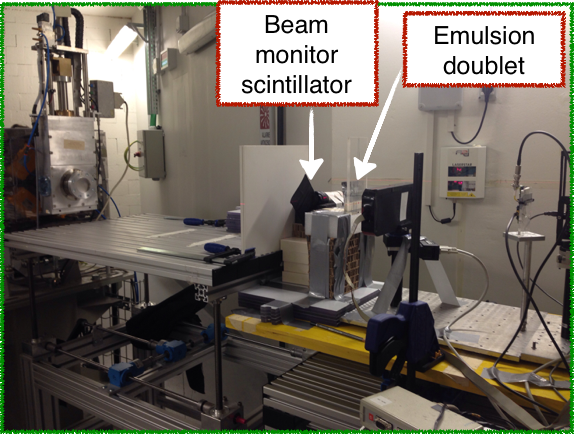 Beam
monitor
scintillator
Emulsion
doublet